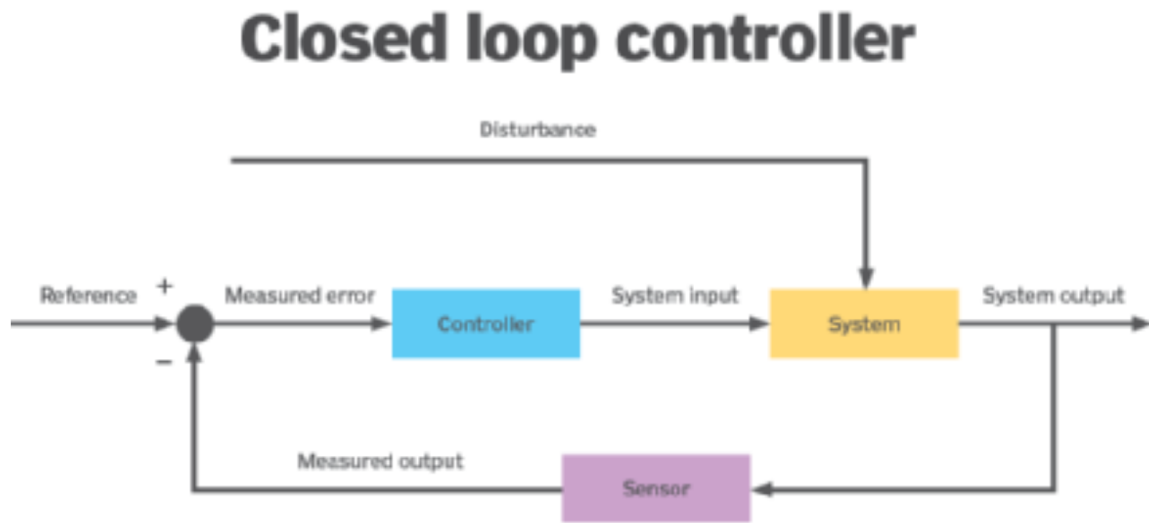 Closed loop controller
Disturbance
Reference
+
Measured error
Controller
System input
System
System output
−
Measured output
Sensor